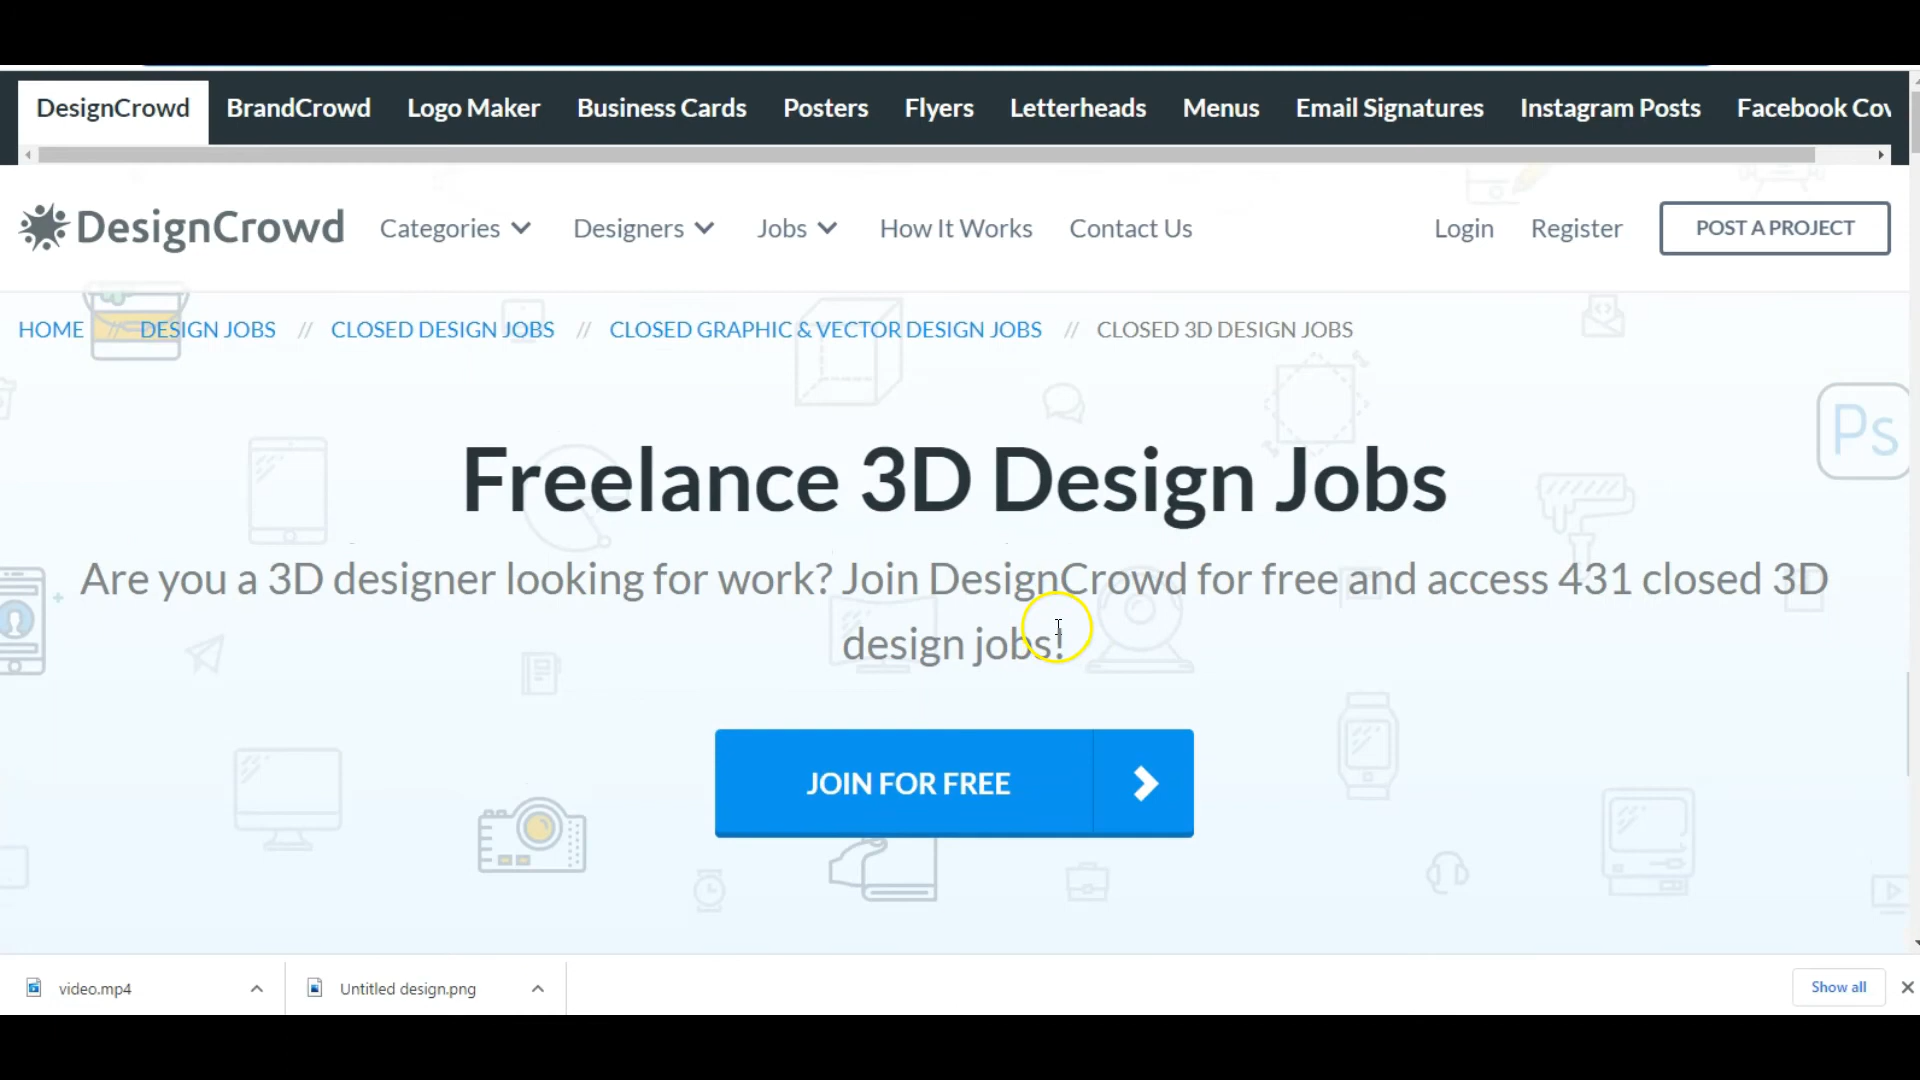 DesignCrowd BrandCrowd Logo Maker Business Cards Posters Flyers Letterheads Menus Email Signatures Instagram Posts Facebook Cov
DesignCrowd Categories Designers Jobs How It Works Contact Us Login Register POST A PROJECT
HOME // DESIGN JOBS // CLOSED DESIGN JOBS // CLOSED GRAPHIC & VECTOR DESIGN JOBS // CLOSED 3D DESIGN JOBS
Ps
Freelance 3D Design Jobs
Are you a 3D designer looking for work? Join DesignCrowd for free and access 431 closed 3D
design jobs!
JOIN FOR FREE
video.mp4 Untitled design.png Show all